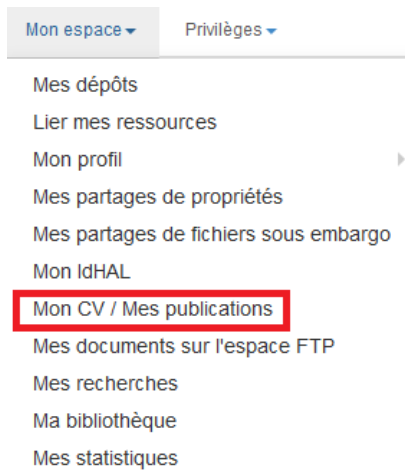 Mon espace Privilèges
Mes dépôts
Lier mes ressources
Mon profil
Mes partages de propriétés
Mes partages de fichiers sous embargo
Mon IdHAL
Mon CV / Mes publications
Mes documents sur l'espace FTP
Mes recherches
Ma bibliothèque
Mes statistiques